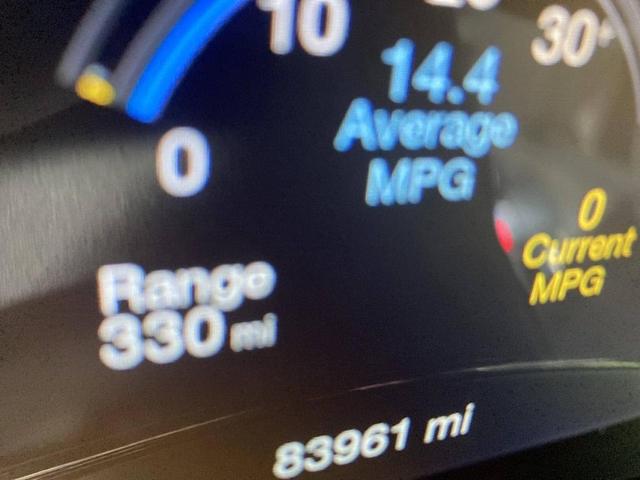 10
30+
14.4
Average
MPG
0
0
Current
MPG
Range
330 mi
83961 mi